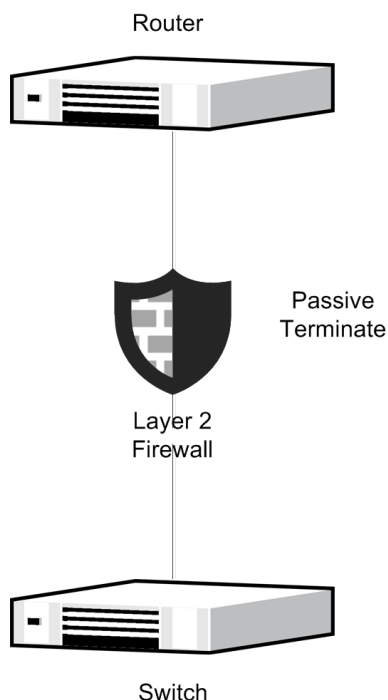 Router
Passive
Terminate
Layer 2
Firewall
Switch